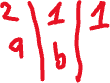 2 | 1 | 1
a | b |